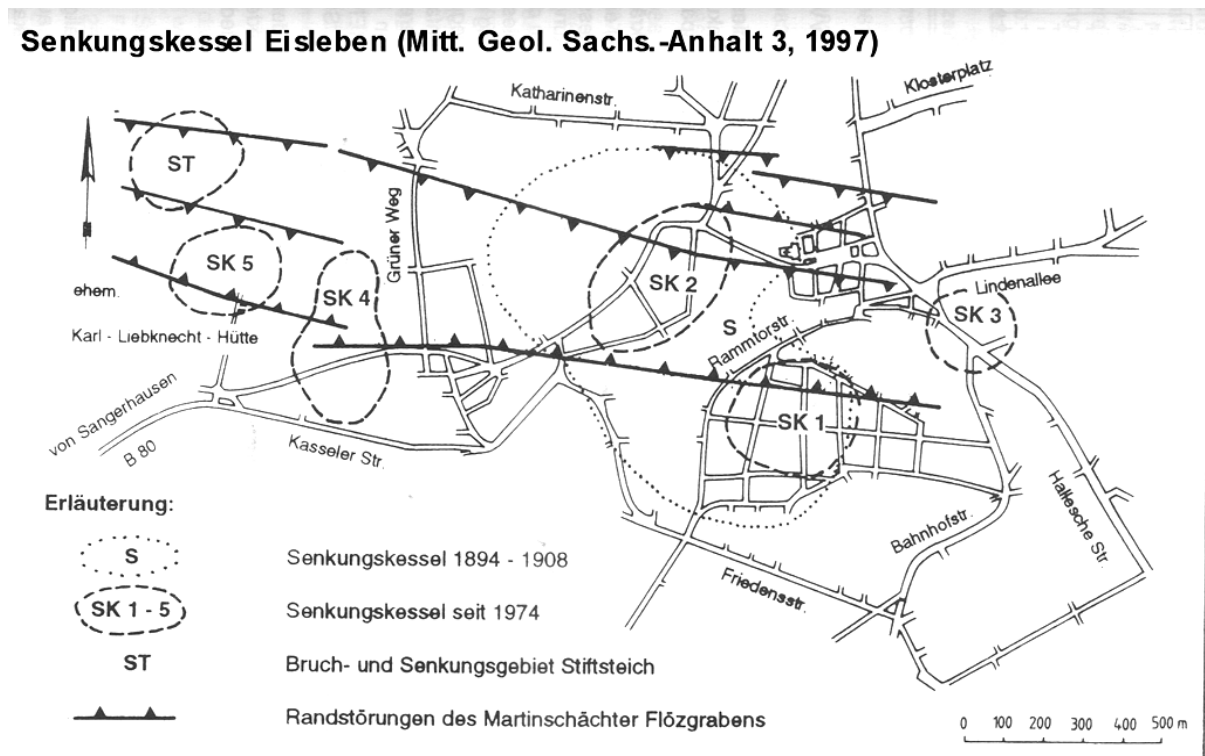 Senkungskessel Eisleben (Mitt. Geol. Sachs.-Anhalt 3, 1997)
Klosterplatz
Katharinenstr.
ST
Grüner Weg
SK 5
SK 4
SK 2
Lindenallee
SK 3
S
Rammtorstr.
ehem.
Karl - Liebknecht - Hütte
SK 1
von Sangerhausen
B 80
Kasseler Str.
Hallesche Str.
Bahnhofstr.
Friedensstr.
Erläuterung:
S Senkungskessel 1894 - 1908
SK 1 - 5 Senkungskessel seit 1974
ST Bruch- und Senkungsgebiet Stiftsteich
Randstörungen des Martinschächter Flözgrabens
0 100 200 300 400 500 m